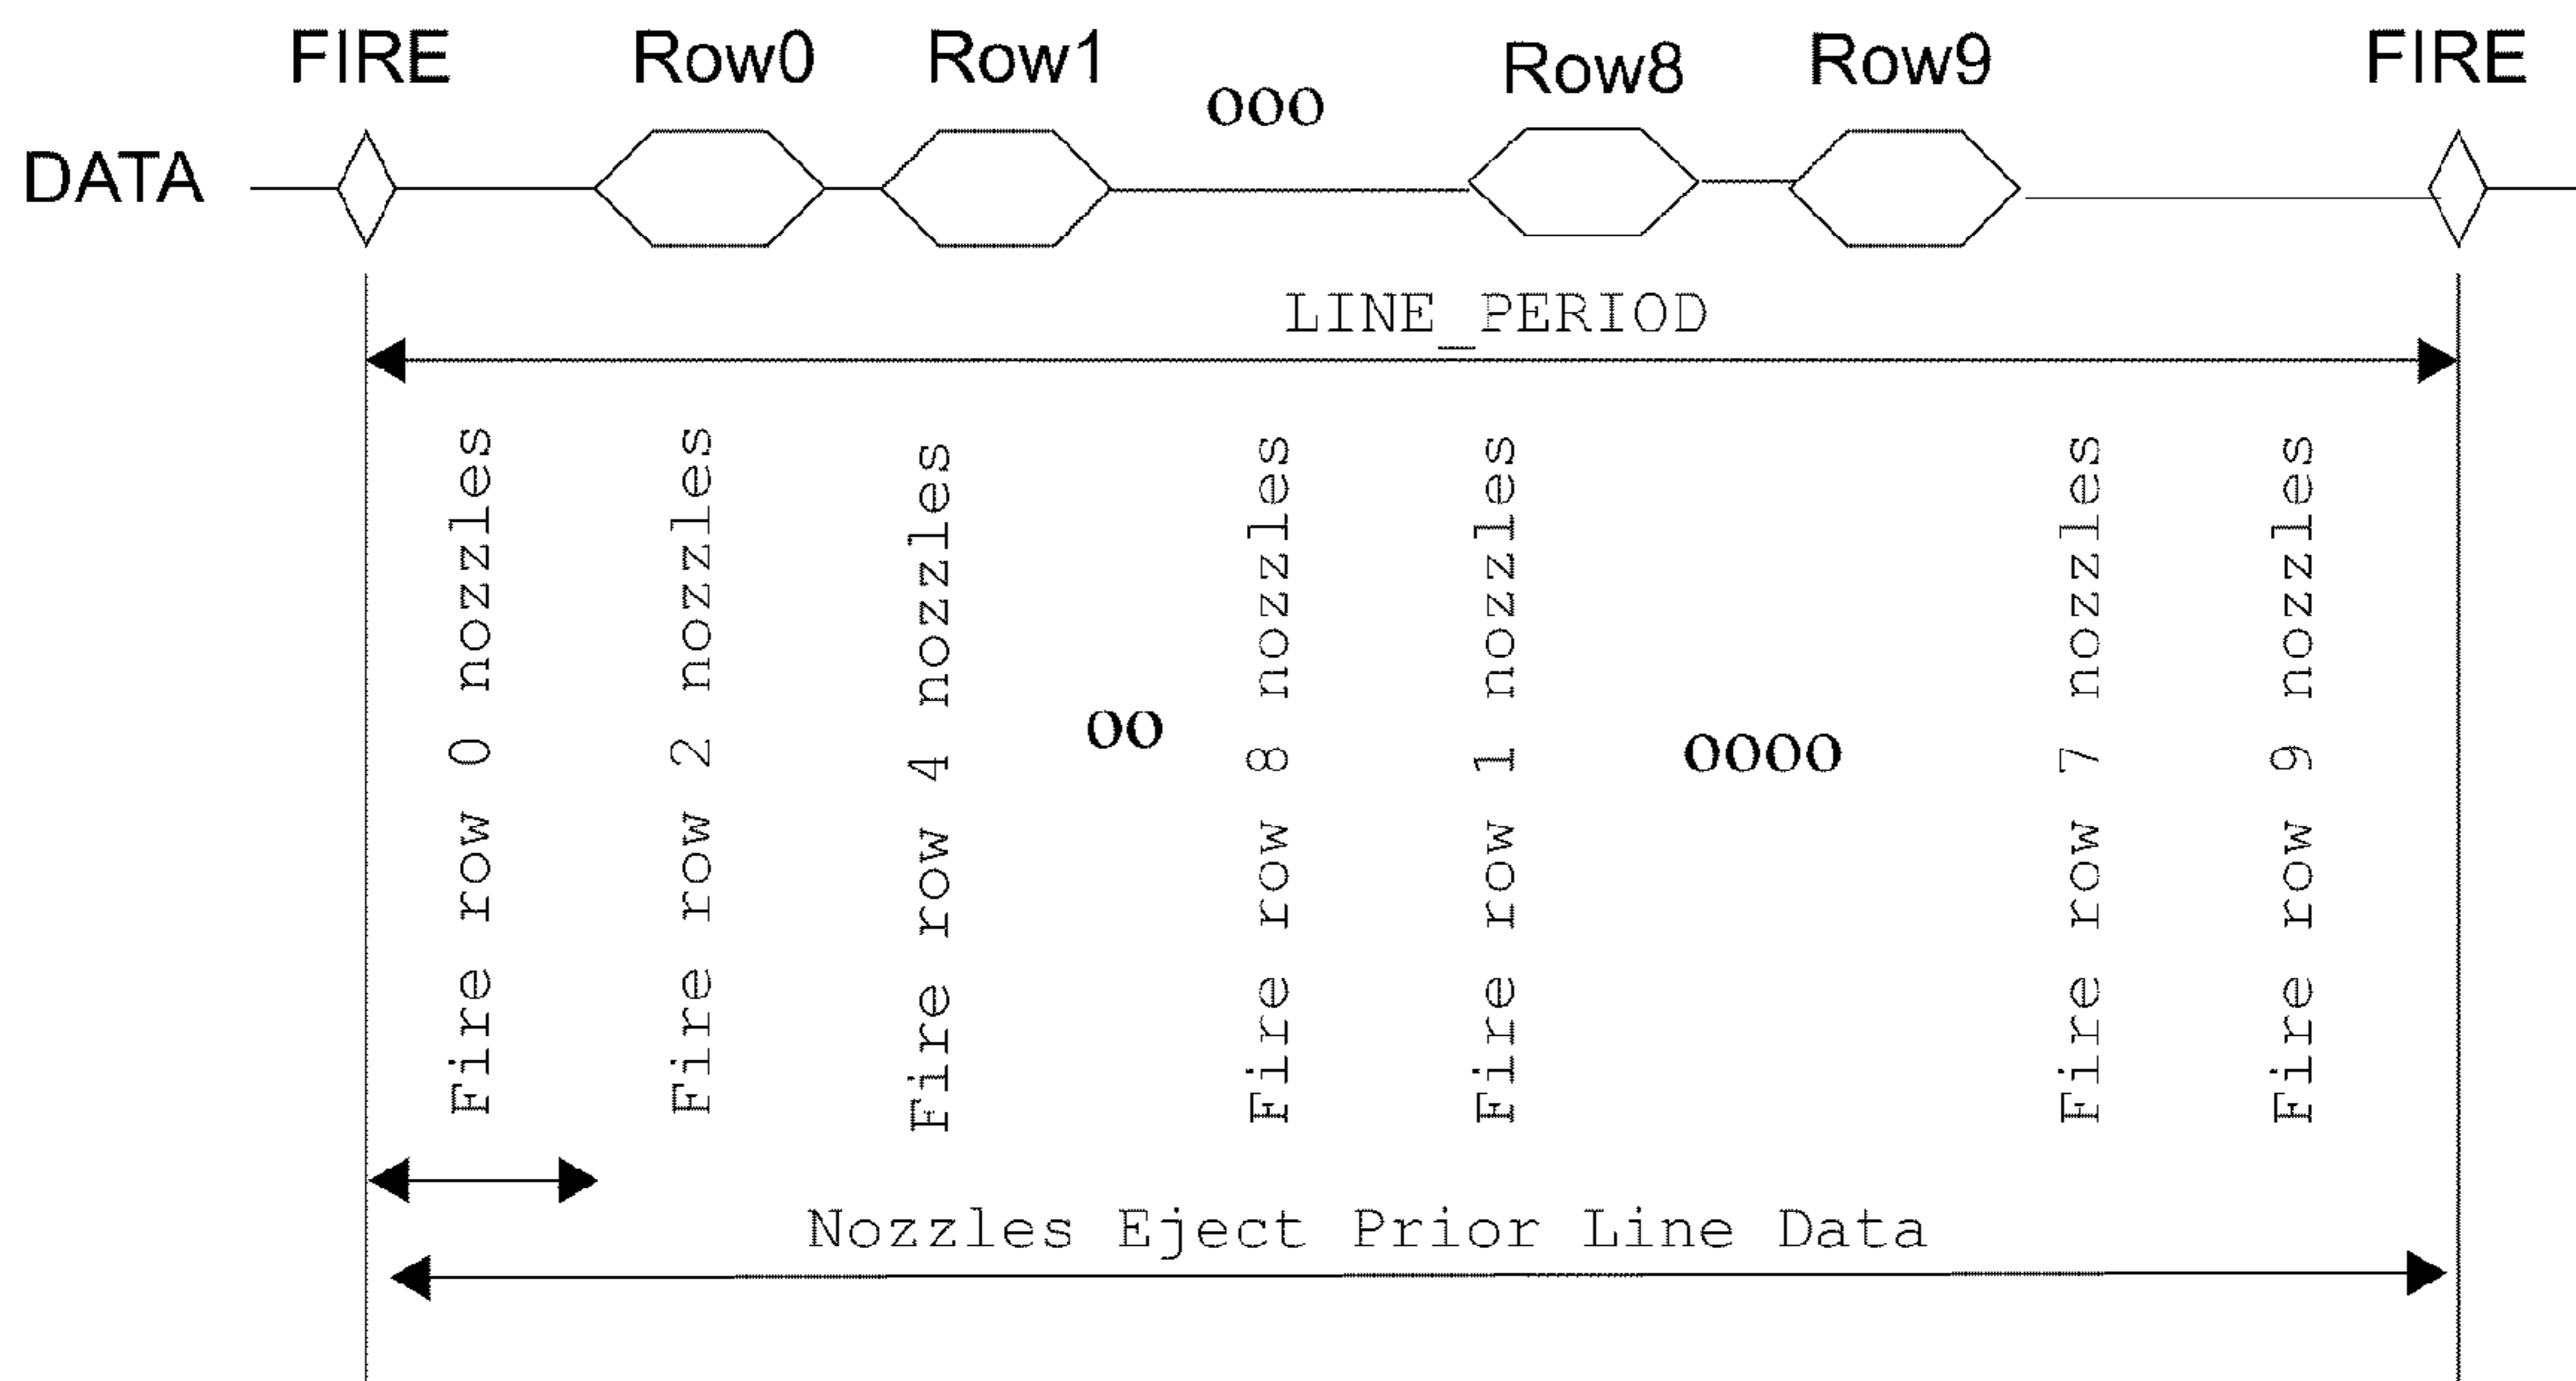 FIRE Row0 Row1 ooo Row8 Row9 FIRE
DATA
LINE_PERIOD
Fire row 0 nozzles
Fire row 2 nozzles
Fire row 4 nozzles
oo
Fire row 8 nozzles
Fire row 1 nozzles
oooo
Fire row 7 nozzles
Fire row 9 nozzles
Nozzles Eject Prior Line Data